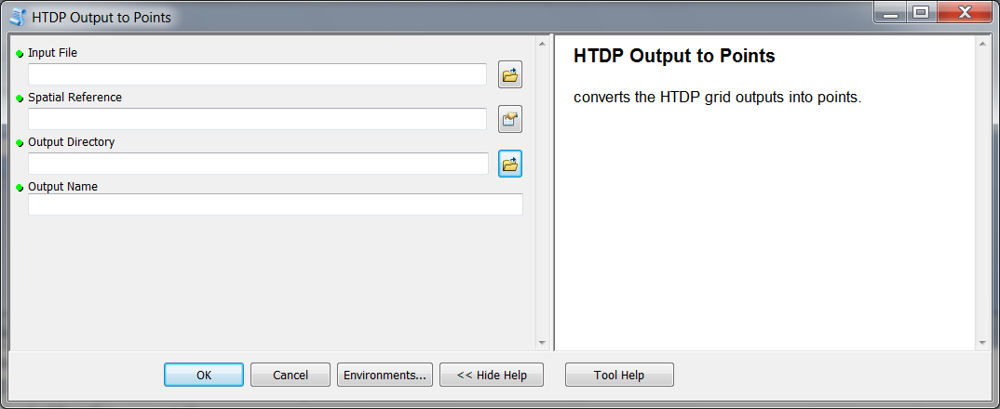 HTDP Output to Points
Input File
Spatial Reference
Output Directory
Output Name
HTDP Output to Points
converts the HTDP grid outputs into points.
OK Cancel Environments... << Hide Help Tool Help